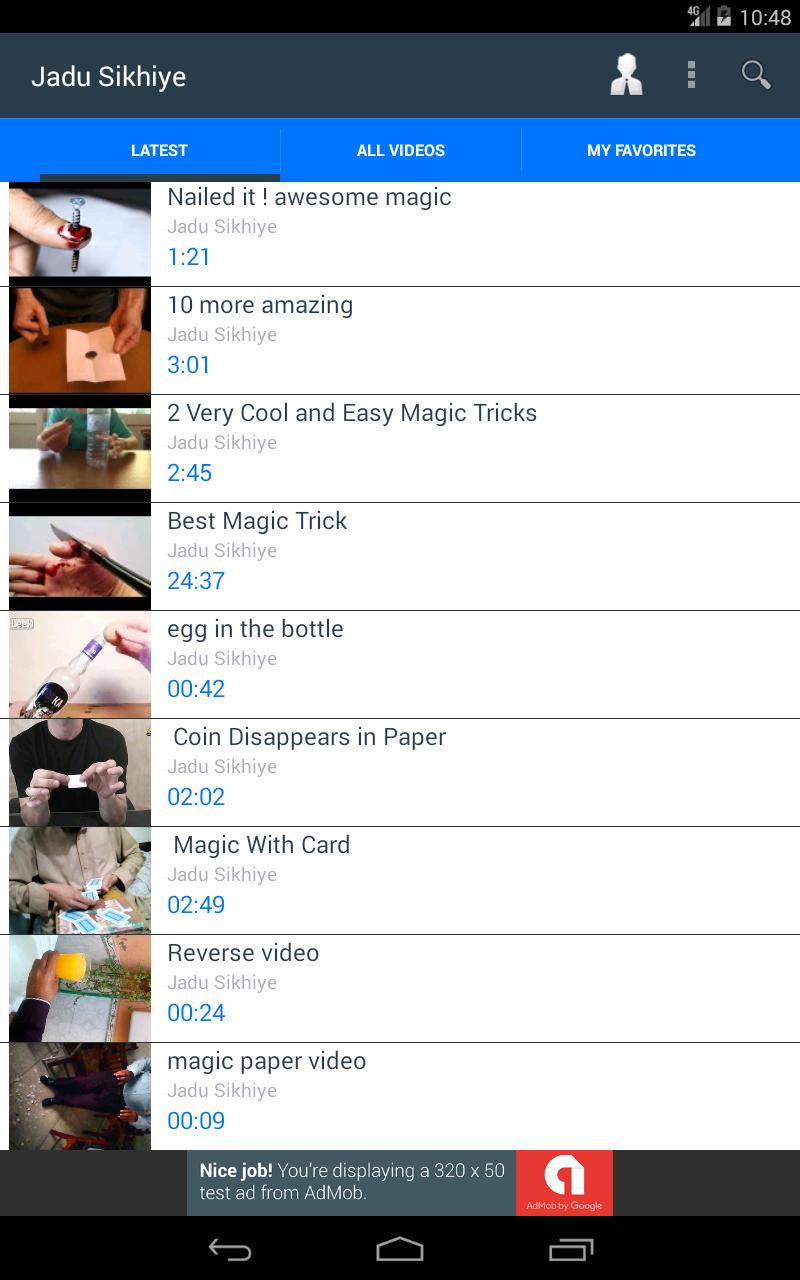 4G 10:48
Jadu Sikhiye
LATEST ALL VIDEOS MY FAVORITES
Nailed it ! awesome magic
Jadu Sikhiye
1:21
10 more amazing
Jadu Sikhiye
3:01
2 Very Cool and Easy Magic Tricks
Jadu Sikhiye
2:45
Best Magic Trick
Jadu Sikhiye
24:37
egg in the bottle
Jadu Sikhiye
00:42
Coin Disappears in Paper
Jadu Sikhiye
02:02
Magic With Card
Jadu Sikhiye
02:49
Reverse video
Jadu Sikhiye
00:24
magic paper video
Jadu Sikhiye
00:09
Nice job! You're displaying a 320 x 50
test ad from AdMob.
AdMob by Google